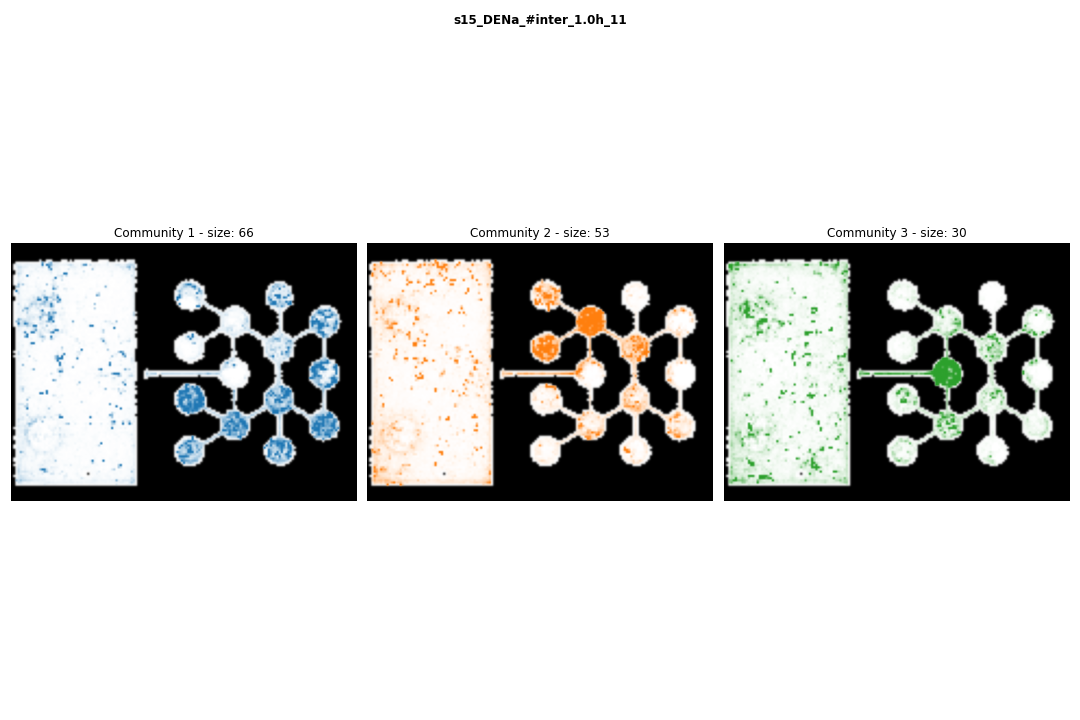 s15_DENa_#inter_1.0h_11
Community 1 - size: 66
Community 2 - size: 53
Community 3 - size: 30